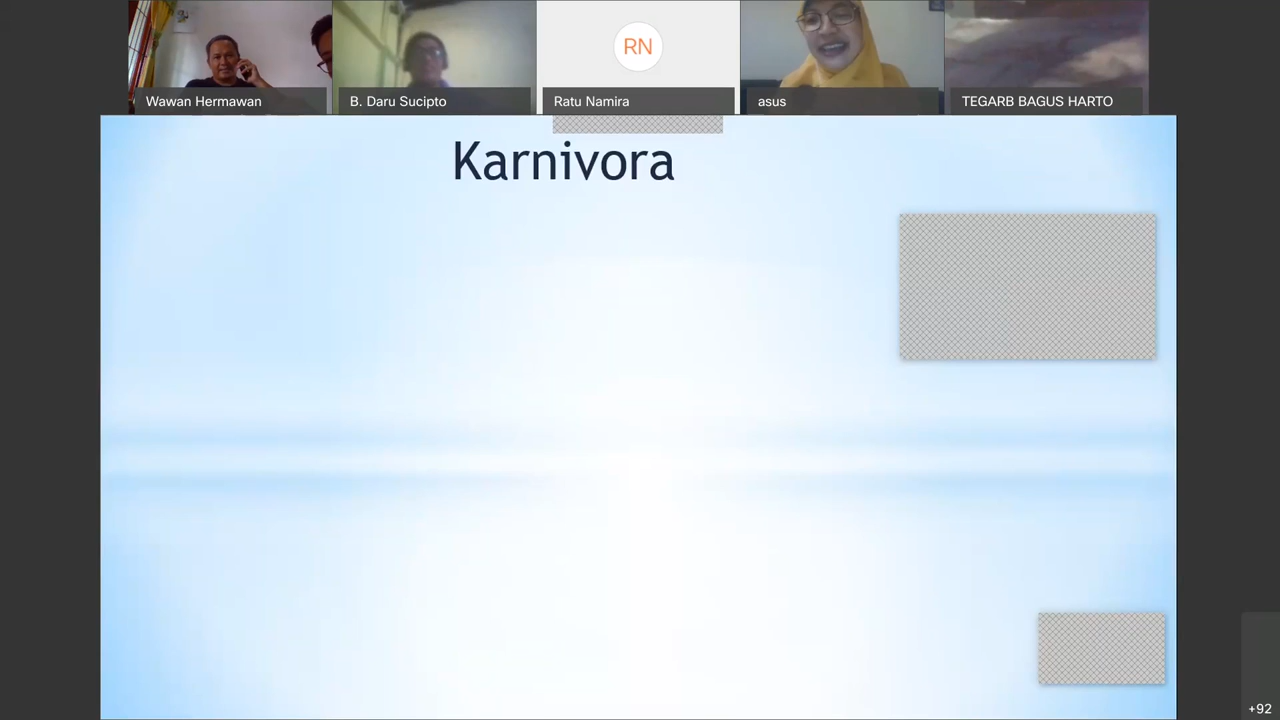 RN
Wawan Hermawan
B. Daru Sucipto
Ratu Namira
asus
TEGARB BAGUS HARTO
Karnivora
+92